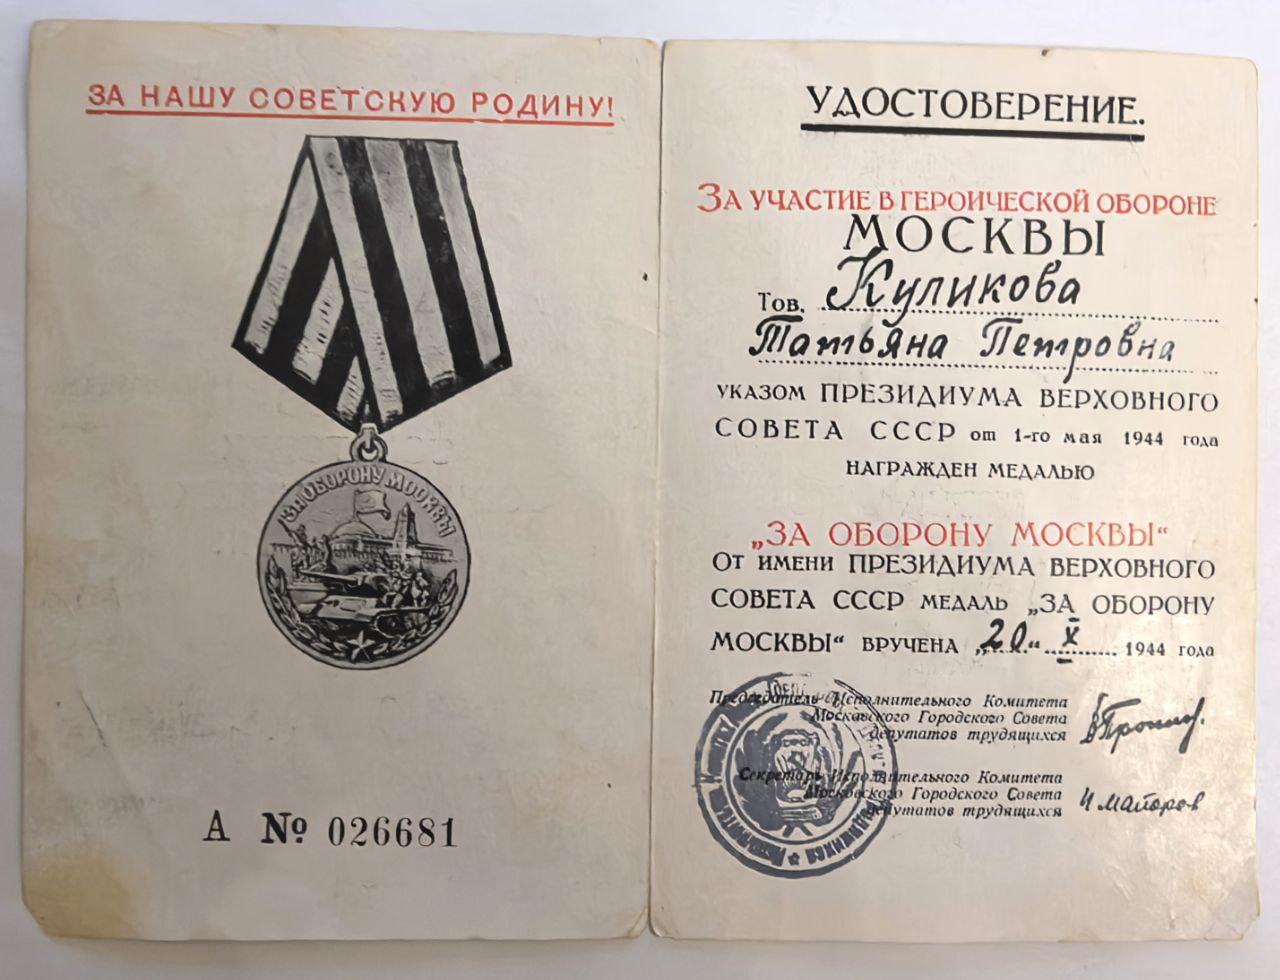 ЗА НАШУ СОВЕТСКУЮ РОДИНУ!
ЗА ОБОРОНУ МОСКВЫ
А № 026681
УДОСТОВЕРЕНИЕ.
ЗА УЧАСТИЕ В ГЕРОИЧЕСКОЙ ОБОРОНЕ
МОСКВЫ
Тов. Куликова
Татьяна Петровна
УКАЗОМ ПРЕЗИДИУМА ВЕРХОВНОГО
СОВЕТА СССР от 1-го мая 1944 года
НАГРАЖДЕН МЕДАЛЬЮ
„ЗА ОБОРОНУ МОСКВЫ“
ОТ ИМЕНИ ПРЕЗИДИУМА ВЕРХОВНОГО
СОВЕТА СССР МЕДАЛЬ „ЗА ОБОРОНУ
МОСКВЫ“ ВРУЧЕНА „20“ X 1944 года
Председатель Исполнительного Комитета
Московского Городского Совета
депутатов трудящихся
Секретарь Исполнительного Комитета
Московского Городского Совета
депутатов трудящихся